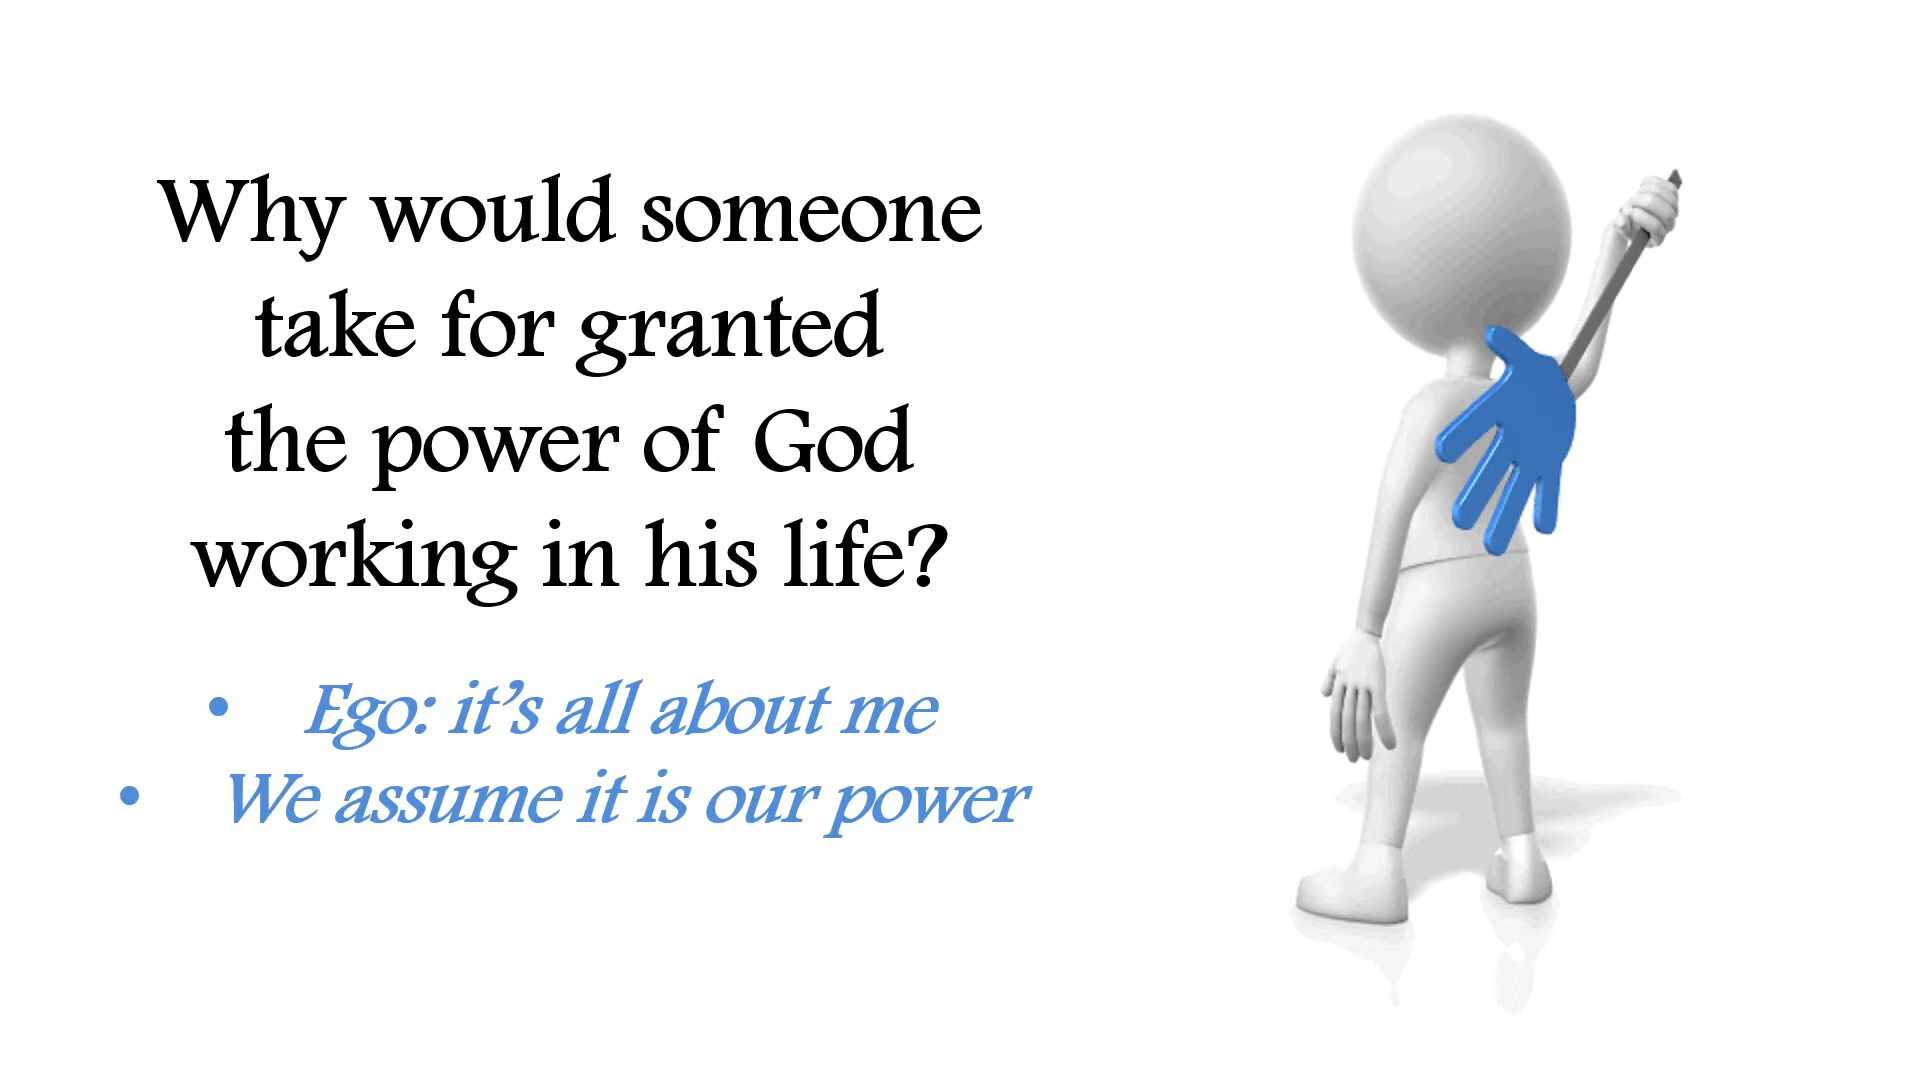 Why would someone
take for granted
the power of God
working in his life?
• Ego: it’s all about me
• We assume it is our power